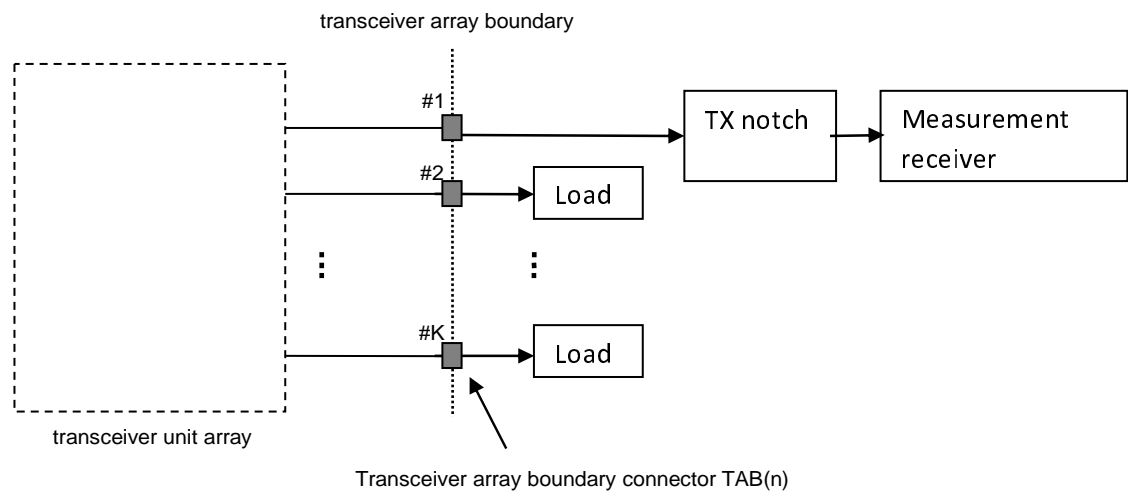 transceiver array boundary
#1
TX notch
Measurement
receiver
#2
Load
#K
Load
transceiver unit array
Transceiver array boundary connector TAB(n)